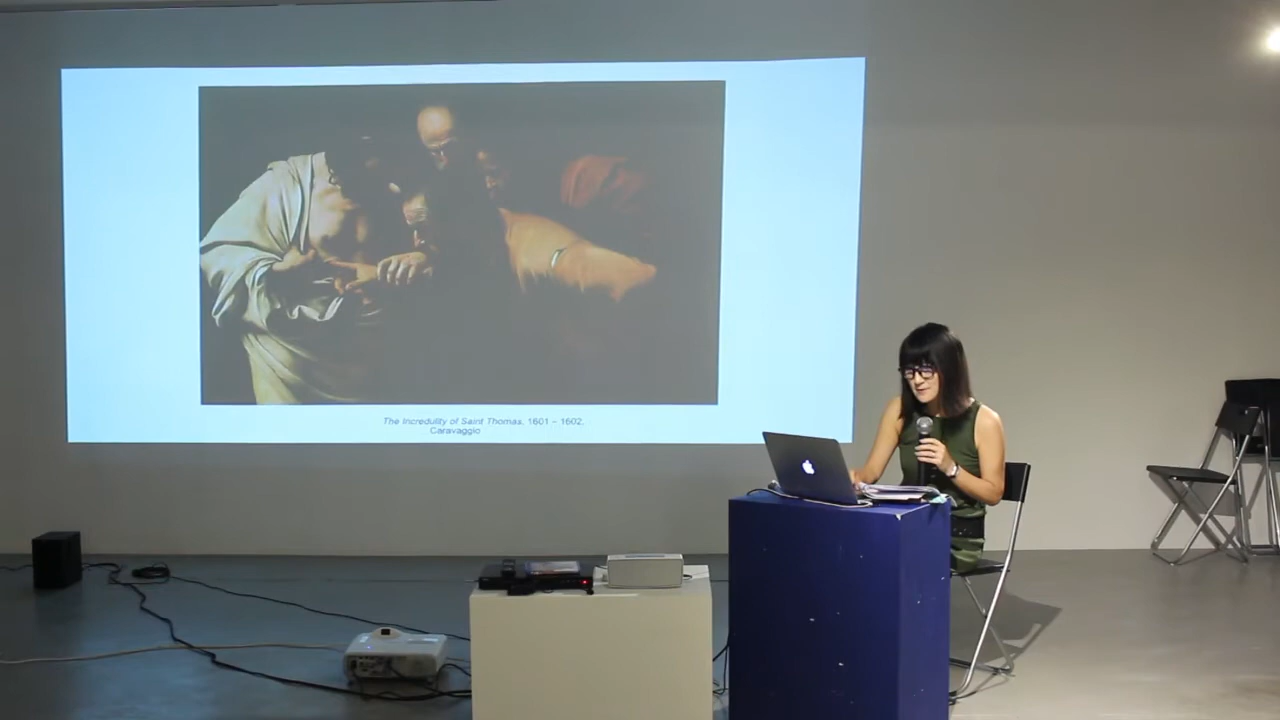 The Incredulity of Saint Thomas, 1601 – 1602,
Caravaggio